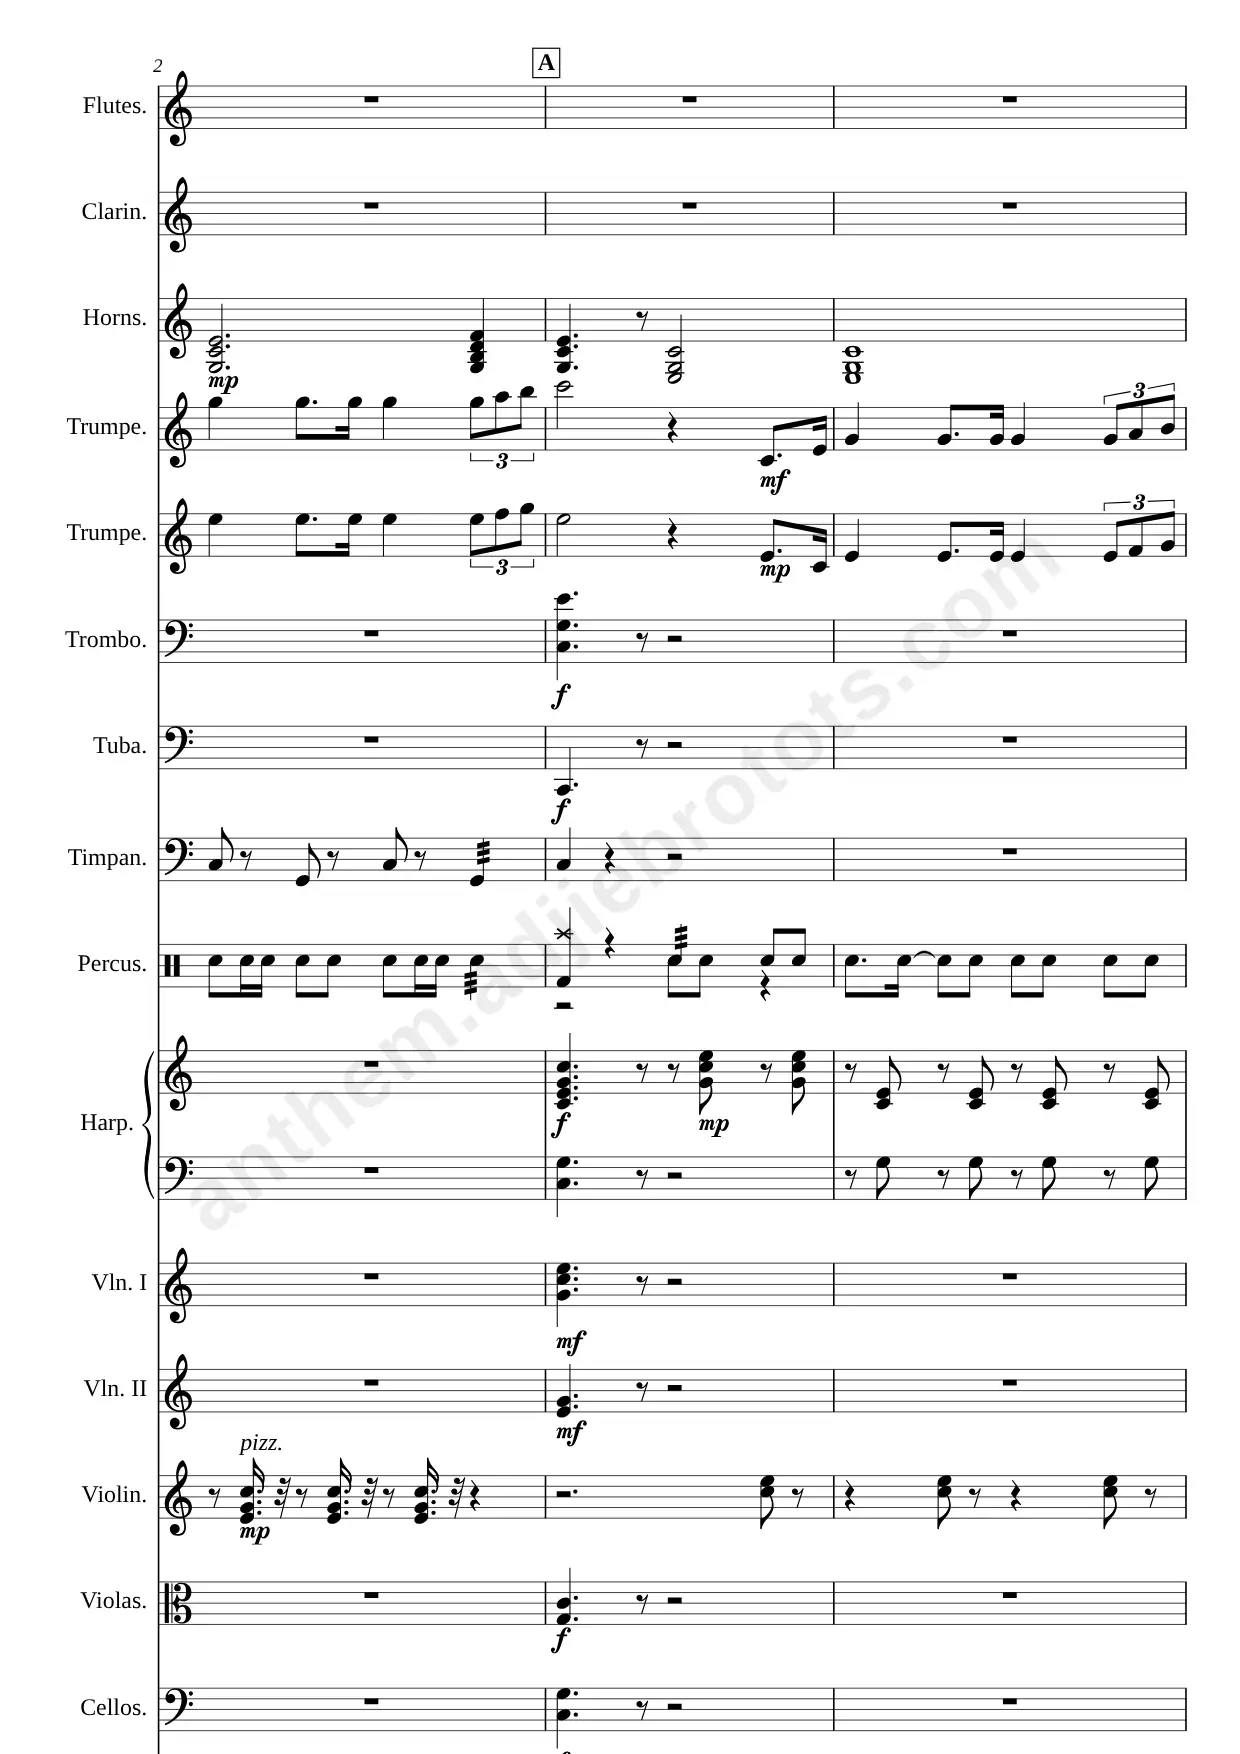 2
A
Flutes.
Clarin.
Horns.
mp
Trumpe.
3
3
mf
Trumpe.
3
3
mp
Trombo.
f
Tuba.
f
Timpan.
Percus.
Harp.
f
mp
Vln. I
mf
Vln. II
mf
pizz.
Violin.
mp
Violas.
f
Cellos.
anthem.adjiebrotots.com